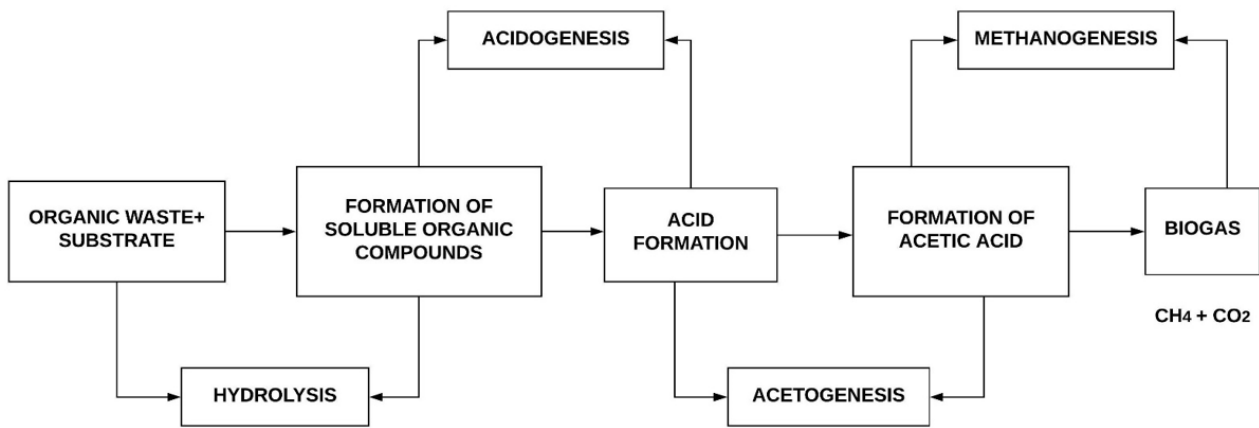 ACIDOGENESIS
METHANOGENESIS
ORGANIC WASTE+
SUBSTRATE
FORMATION OF
SOLUBLE ORGANIC
COMPOUNDS
ACID
FORMATION
FORMATION OF
ACETIC ACID
BIOGAS
CH4 + CO2
HYDROLYSIS
ACETOGENESIS